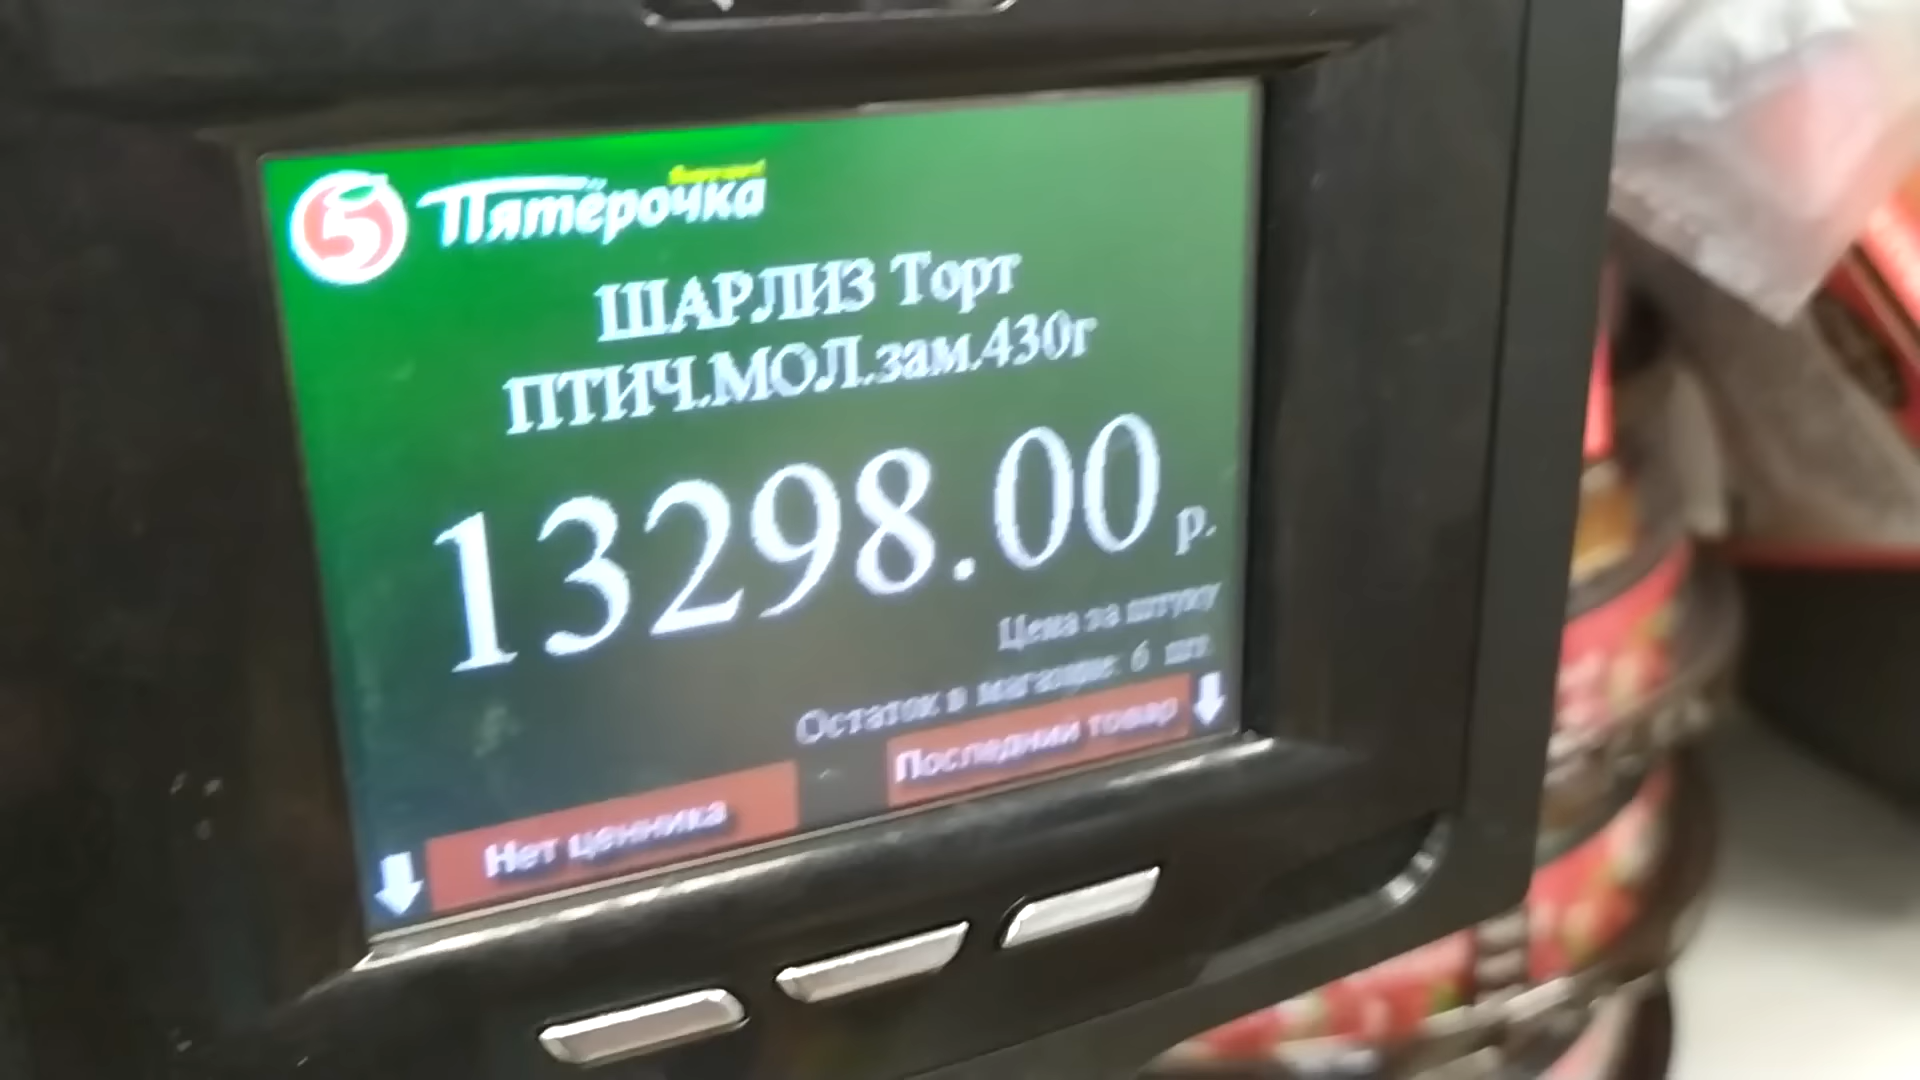 5 Пятёрочка
ШАРЛИЗ Торт
ПТИЧ.МОЛ.зам.430г
13298.00 р.
Цена за штуку
Остаток в магазине: 6 шт.
Последний товар
Нет ценника